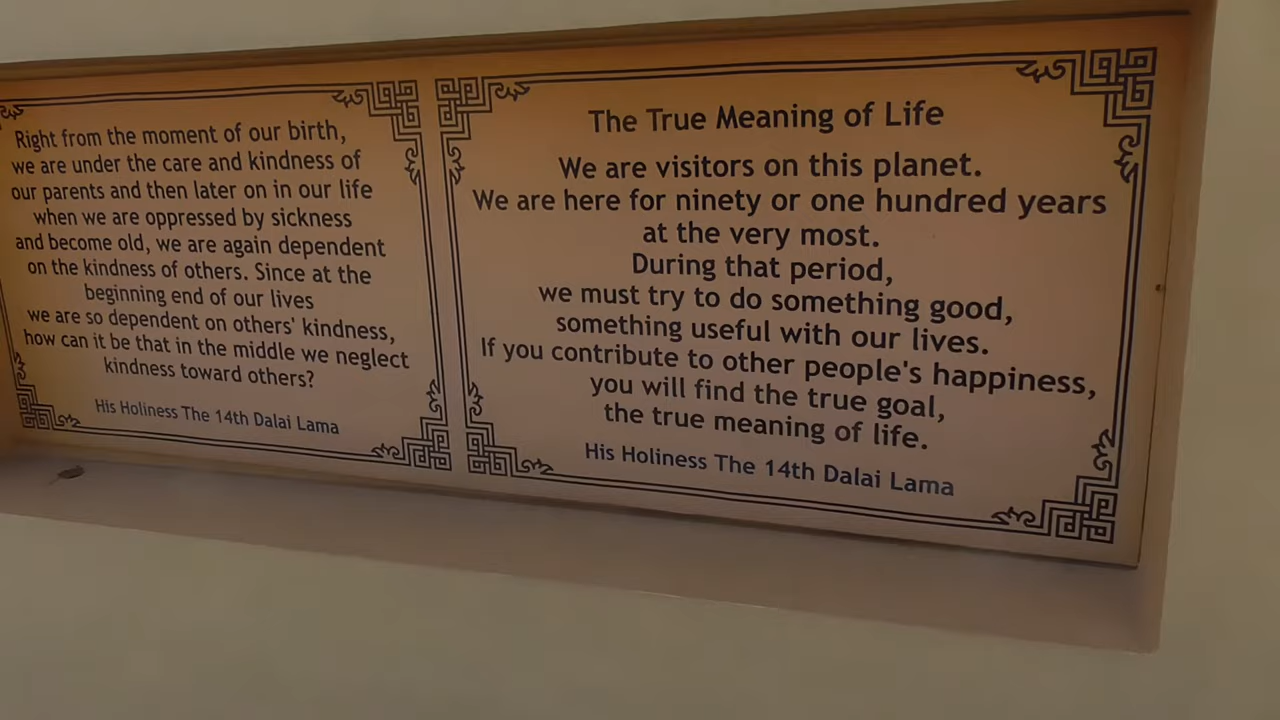 Right from the moment of our birth,
we are under the care and kindness of
our parents and then later on in our life
when we are oppressed by sickness
and become old, we are again dependent
on the kindness of others. Since at the
beginning end of our lives
we are so dependent on others' kindness,
how can it be that in the middle we neglect
kindness toward others?
His Holiness The 14th Dalai Lama
The True Meaning of Life
We are visitors on this planet.
We are here for ninety or one hundred years
at the very most.
During that period,
we must try to do something good,
something useful with our lives.
If you contribute to other people's happiness,
you will find the true goal,
the true meaning of life.
His Holiness The 14th Dalai Lama